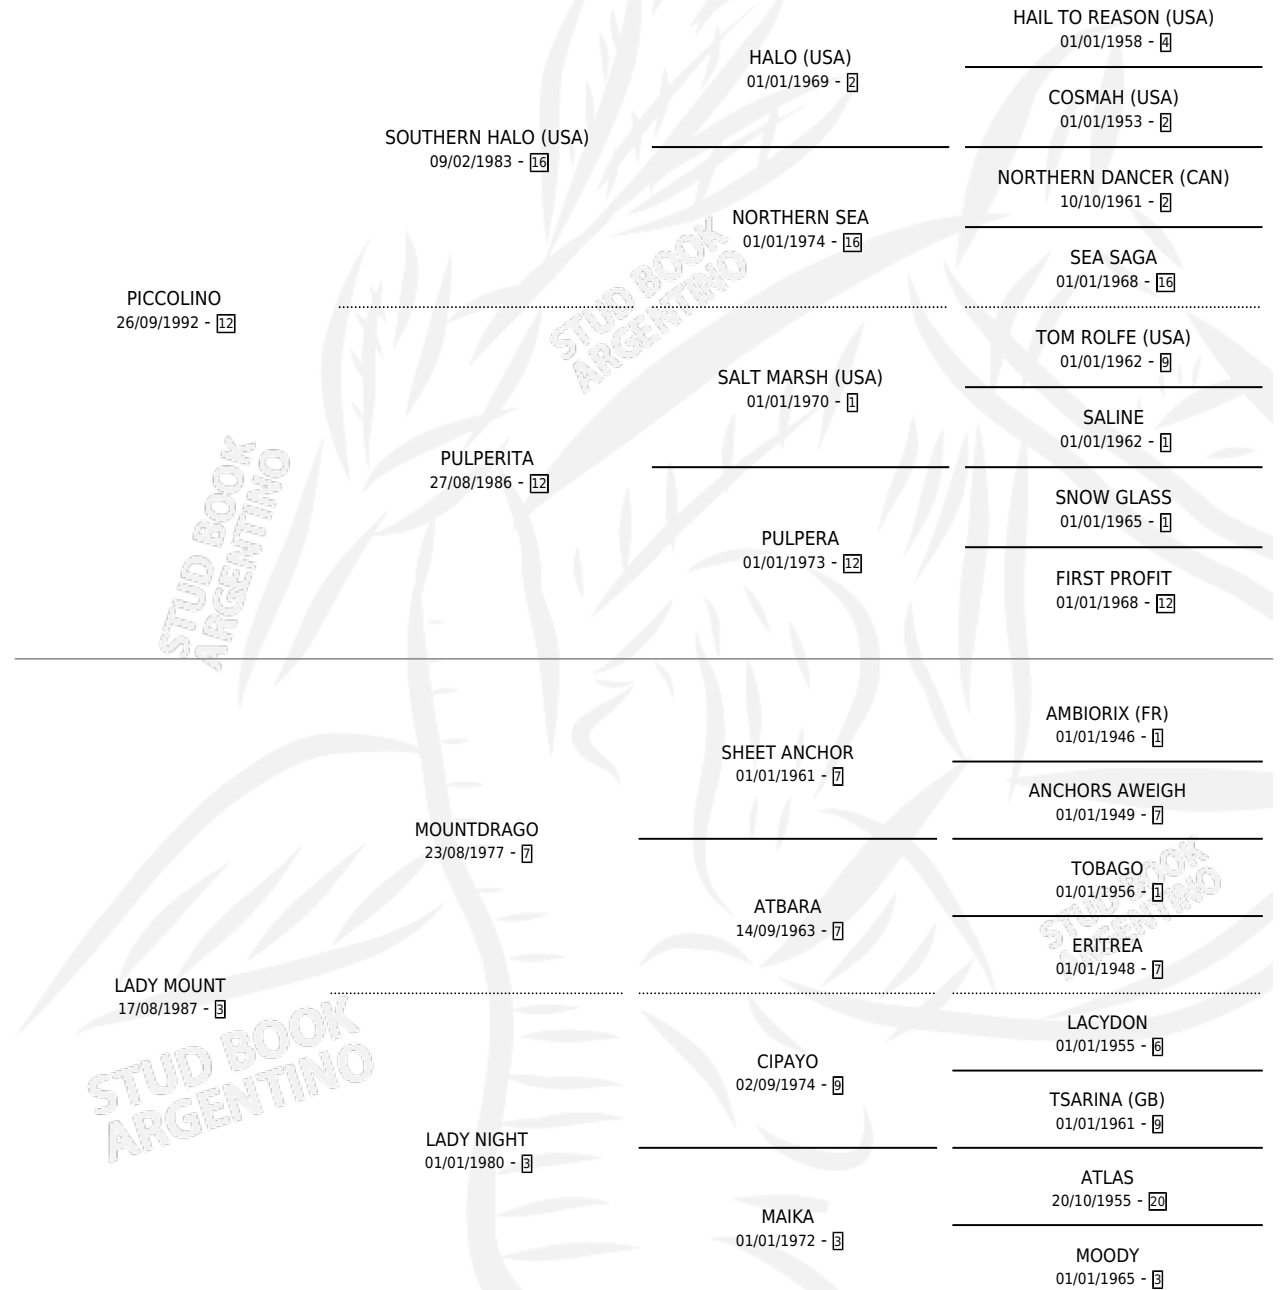 HAIL TO REASON (USA)
01/01/1958 - 4
HALO (USA)
01/01/1969 - 2
COSMAH (USA)
01/01/1953 - 2
SOUTHERN HALO (USA)
09/02/1983 - 16
NORTHERN DANCER (CAN)
10/10/1961 - 2
NORTHERN SEA
01/01/1974 - 16
SEA SAGA
01/01/1968 - 16
STUD BOOK
ARGENTINO
PICCOLINO
26/09/1992 - 12
TOM ROLFE (USA)
01/01/1962 - 9
SALT MARSH (USA)
01/01/1970 - 1
SALINE
01/01/1962 - 1
PULPERITA
27/08/1986 - 12
SNOW GLASS
01/01/1965 - 1
PULPERA
01/01/1973 - 12
FIRST PROFIT
01/01/1968 - 12
STUD BOOK
ARGENTINO
AMBIORIX (FR)
01/01/1946 - 1
SHEET ANCHOR
01/01/1961 - 7
ANCHORS AWEIGH
01/01/1949 - 7
MOUNTDRAGO
23/08/1977 - 7
TOBAGO
01/01/1956 - 1
ATBARA
14/09/1963 - 7
STUD BOOK
ARGENTINO
ERITREA
01/01/1948 - 7
LADY MOUNT
17/08/1987 - 3
LACYDON
01/01/1955 - 6
CIPAYO
02/09/1974 - 9
TSARINA (GB)
01/01/1961 - 9
STUD BOOK
ARGENTINO
LADY NIGHT
01/01/1980 - 3
ATLAS
20/10/1955 - 20
MAIKA
01/01/1972 - 3
MOODY
01/01/1965 - 3